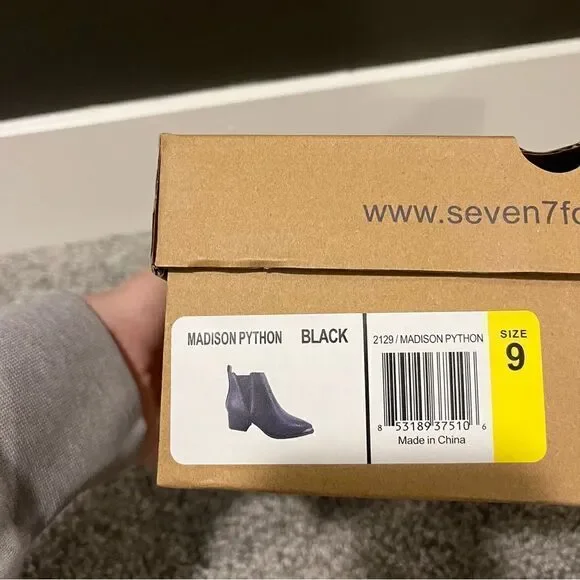 www.seven7fo
MADISON PYTHON BLACK
2129 / MADISON PYTHON
8 53189 37510 6
Made in China
SIZE
9